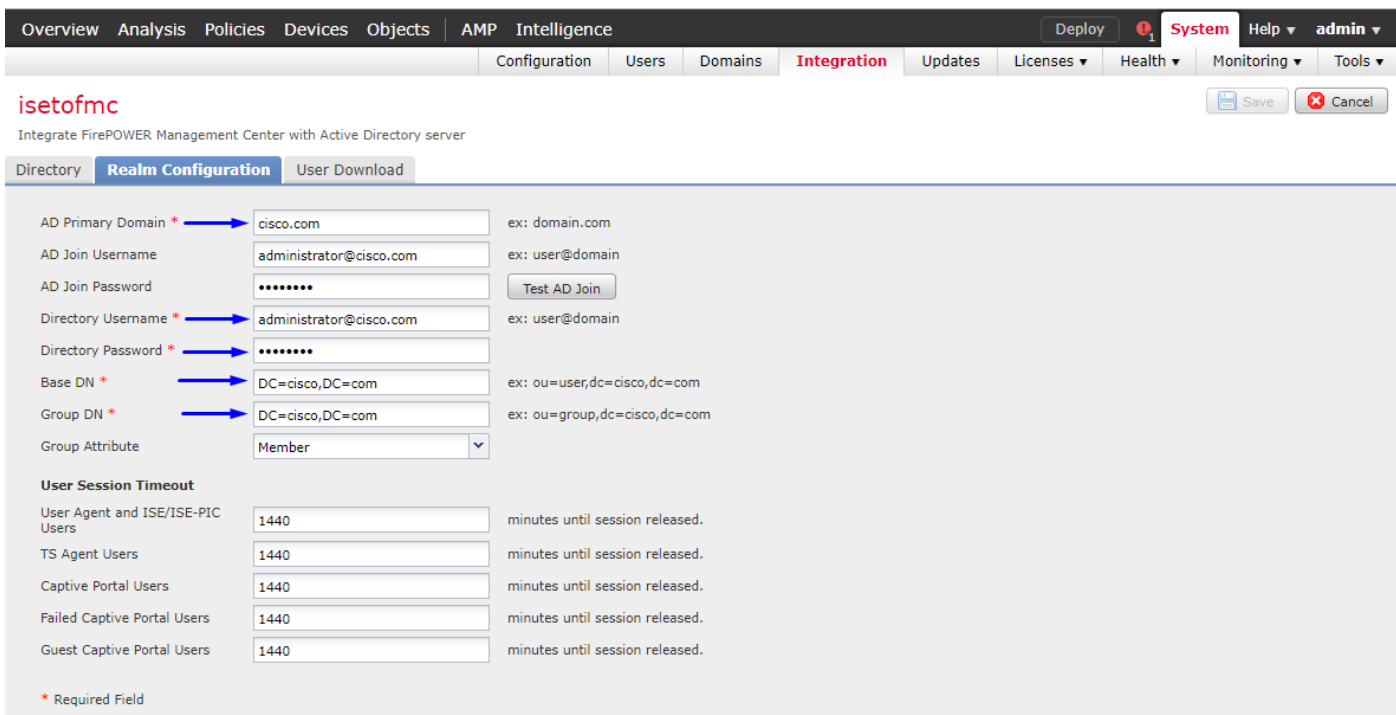 Overview Analysis Policies Devices Objects AMP Intelligence Deploy 1 System Help admin
Configuration Users Domains Integration Updates Licenses Health Monitoring Tools
isetofmc Save Cancel
Integrate FirePOWER Management Center with Active Directory server
Directory Realm Configuration User Download
AD Primary Domain * cisco.com ex: domain.com
AD Join Username administrator@cisco.com ex: user@domain
AD Join Password •••••••• Test AD Join
Directory Username * administrator@cisco.com ex: user@domain
Directory Password * ••••••••
Base DN * DC=cisco,DC=com ex: ou=user,dc=cisco,dc=com
Group DN * DC=cisco,DC=com ex: ou=group,dc=cisco,dc=com
Group Attribute Member
User Session Timeout
User Agent and ISE/ISE-PIC
Users 1440 minutes until session released.
TS Agent Users 1440 minutes until session released.
Captive Portal Users 1440 minutes until session released.
Failed Captive Portal Users 1440 minutes until session released.
Guest Captive Portal Users 1440 minutes until session released.
* Required Field